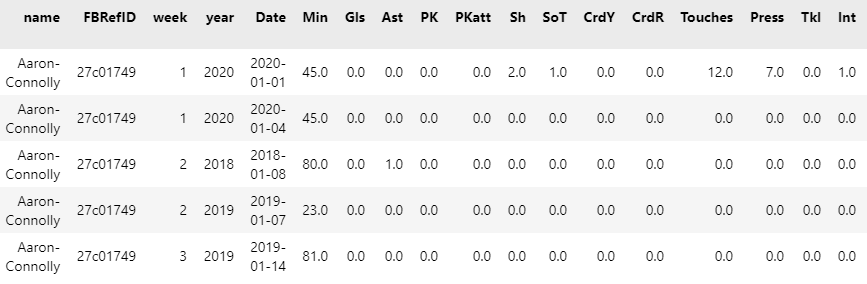 name FBRefID week year Date Min Gls Ast PK PKatt Sh SoT CrdY CrdR Touches Press Tkl Int
Aaron-
Connolly 27c01749 1 2020 2020-
01-01 45.0 0.0 0.0 0.0 0.0 2.0 1.0 0.0 0.0 12.0 7.0 0.0 1.0
Aaron-
Connolly 27c01749 1 2020 2020-
01-04 45.0 0.0 0.0 0.0 0.0 0.0 0.0 0.0 0.0 0.0 0.0 0.0 0.0
Aaron-
Connolly 27c01749 2 2018 2018-
01-08 80.0 0.0 1.0 0.0 0.0 0.0 0.0 0.0 0.0 0.0 0.0 0.0 0.0
Aaron-
Connolly 27c01749 2 2019 2019-
01-07 23.0 0.0 0.0 0.0 0.0 0.0 0.0 0.0 0.0 0.0 0.0 0.0 0.0
Aaron-
Connolly 27c01749 3 2019 2019-
01-14 81.0 0.0 0.0 0.0 0.0 0.0 0.0 0.0 0.0 0.0 0.0 0.0 0.0